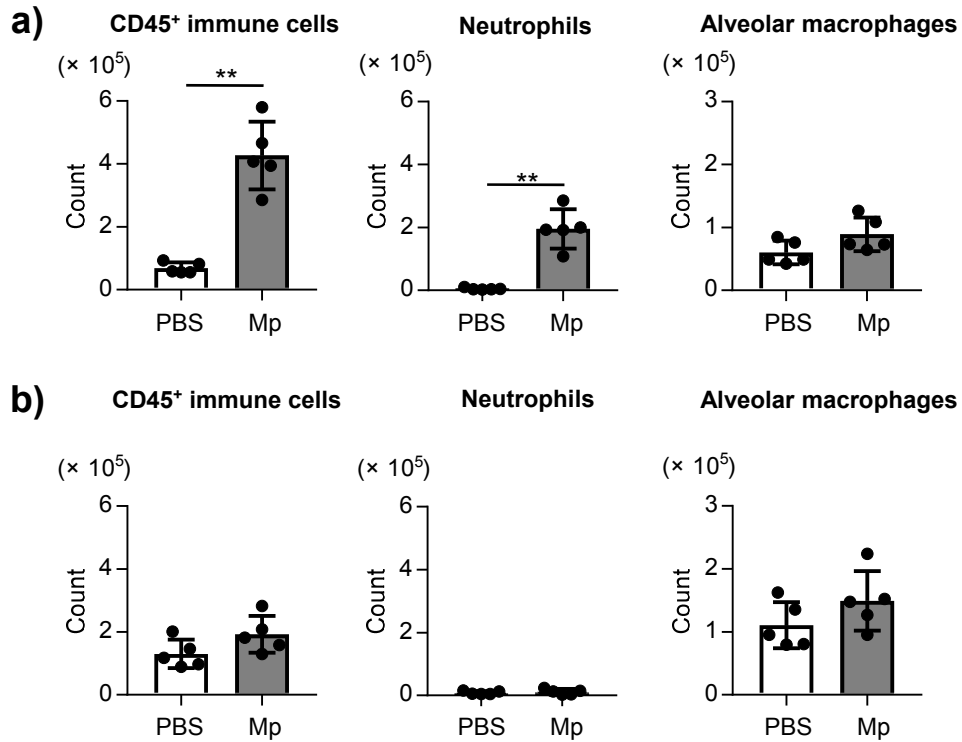 a)
CD45⁺ immune cells
(× 10⁵)
**
6
4
2
0
Count
PBS Mp
Neutrophils
(× 10⁵)
6
4
**
2
0
Count
PBS Mp
Alveolar macrophages
(× 10⁵)
3
2
1
0
Count
PBS Mp
b)
CD45⁺ immune cells
(× 10⁵)
6
4
2
0
Count
PBS Mp
Neutrophils
(× 10⁵)
6
4
2
0
Count
PBS Mp
Alveolar macrophages
(× 10⁵)
3
2
1
0
Count
PBS Mp